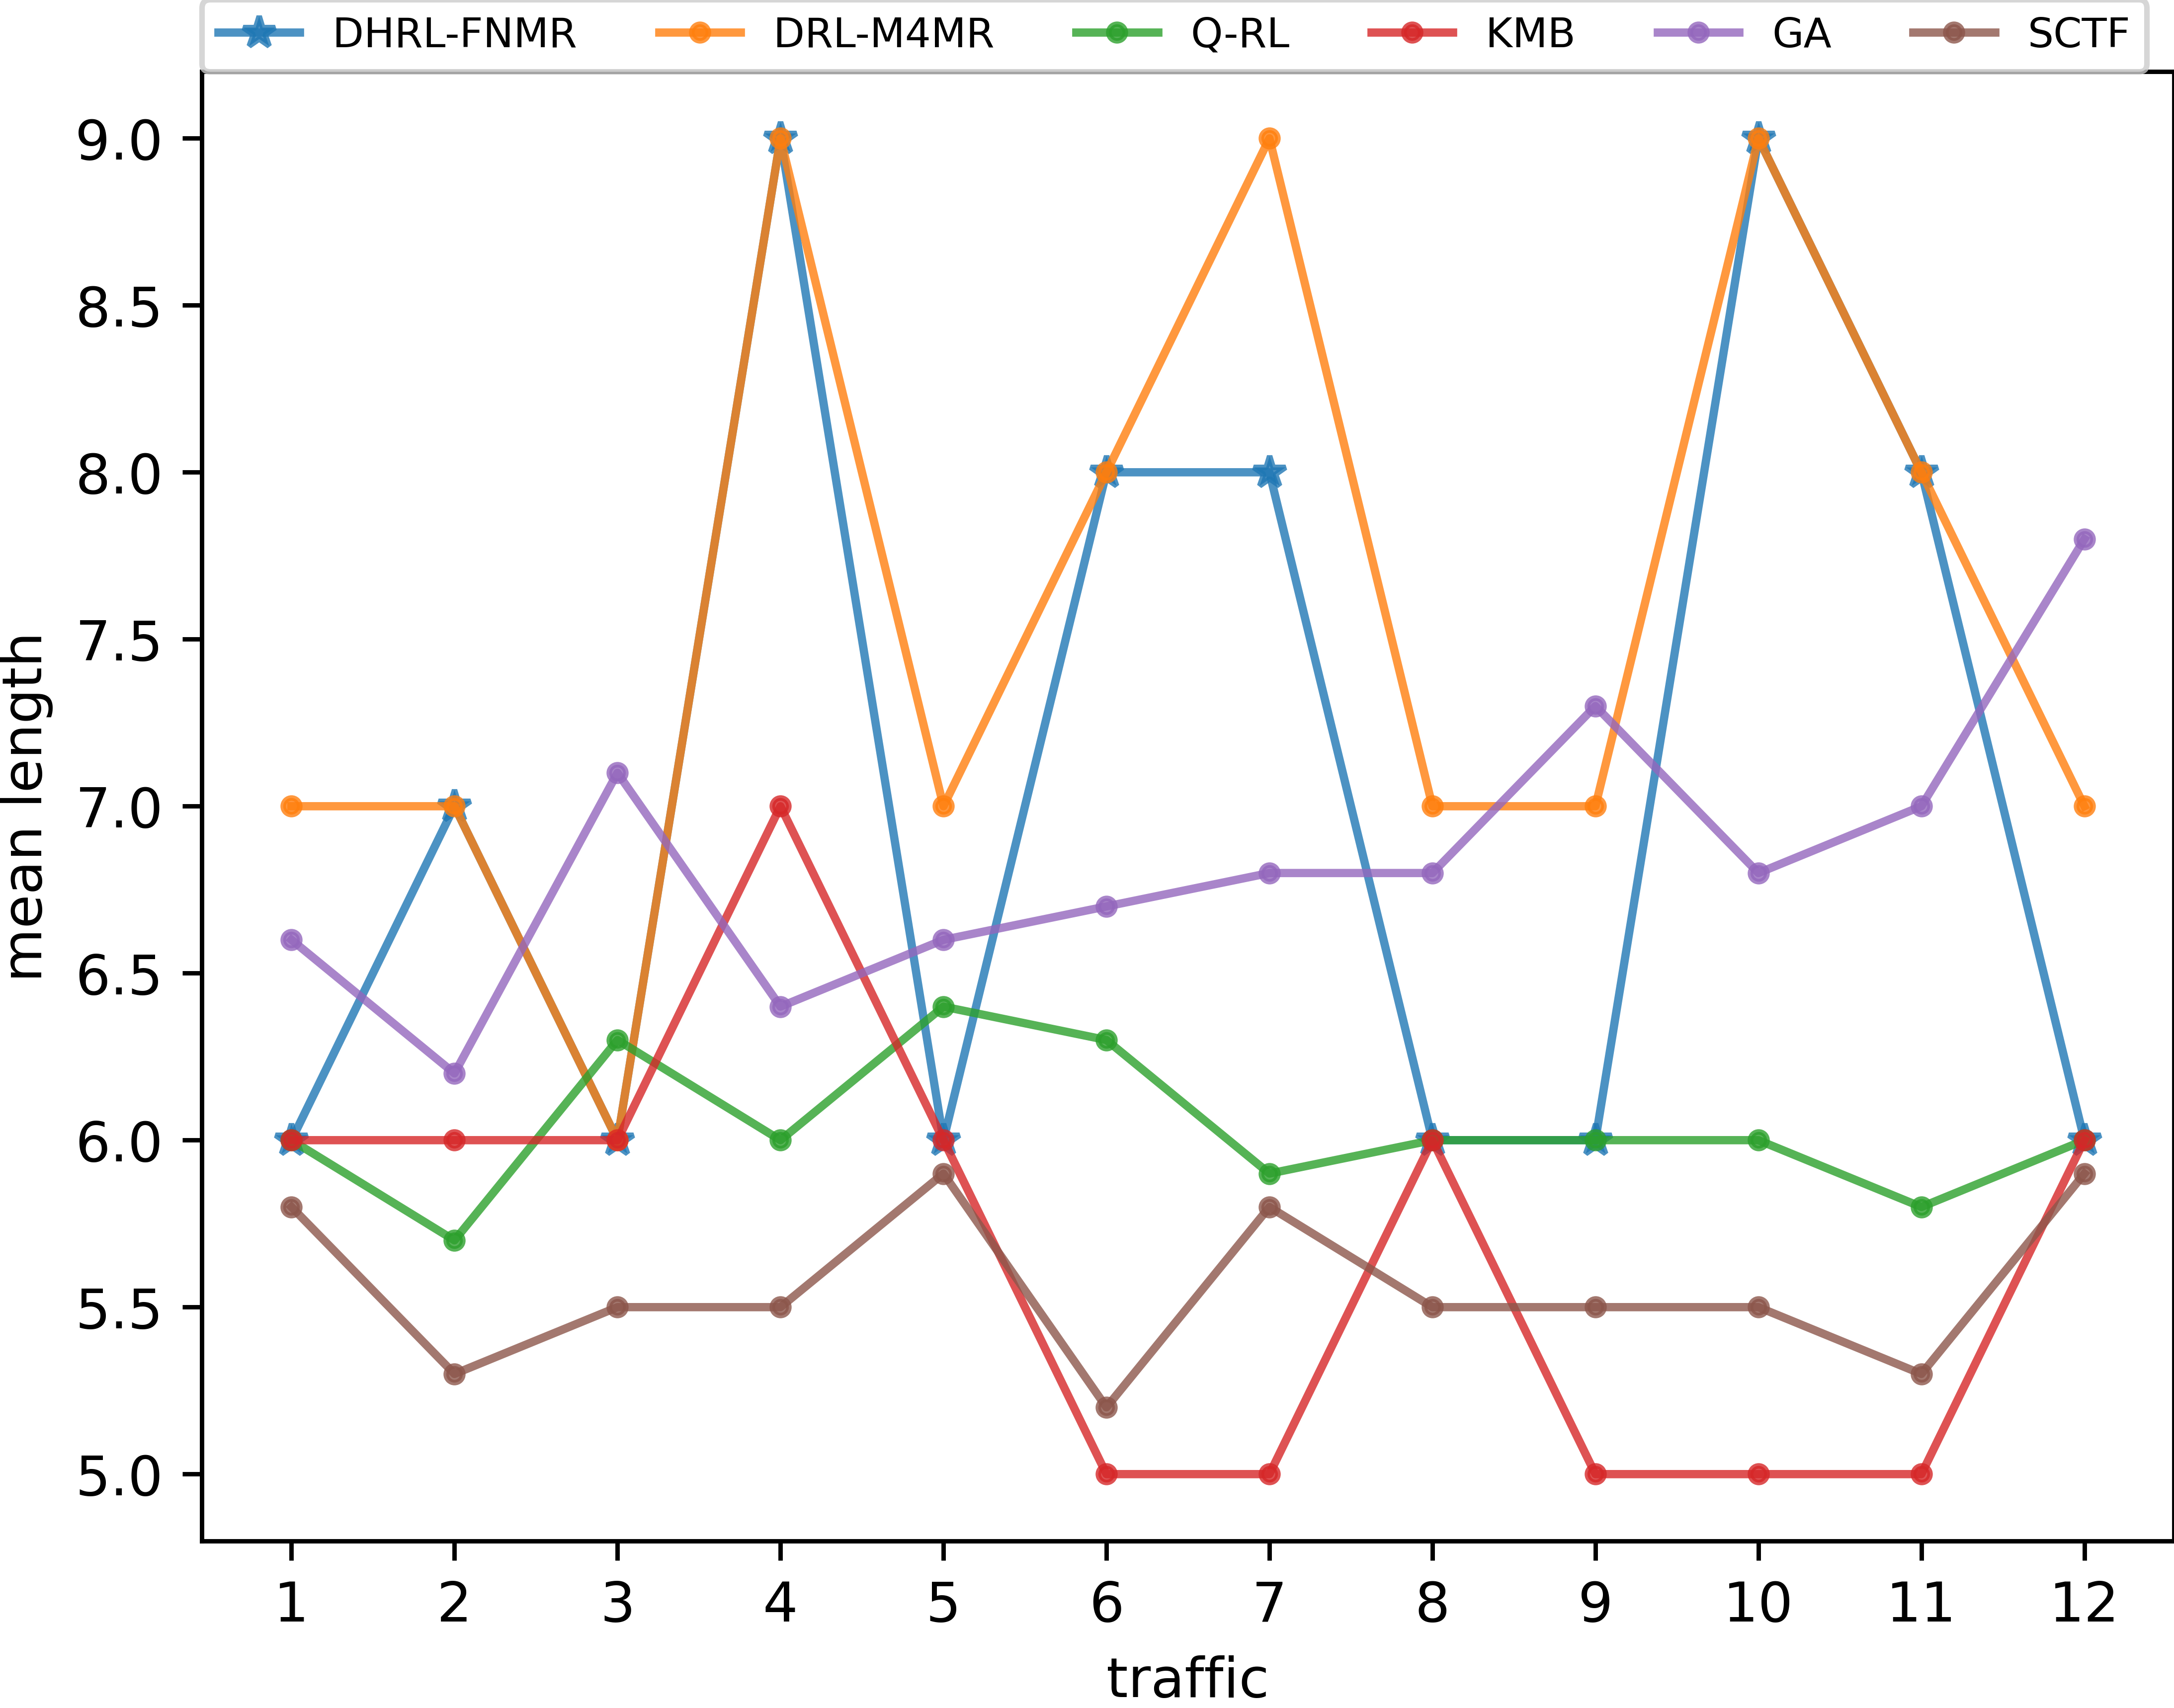 DHRL-FNMR DRL-M4MR Q-RL KMB GA SCTF
9.0
8.5
8.0
7.5
7.0
6.5
6.0
5.5
5.0
mean length
1 2 3 4 5 6 7 8 9 10 11 12
traffic